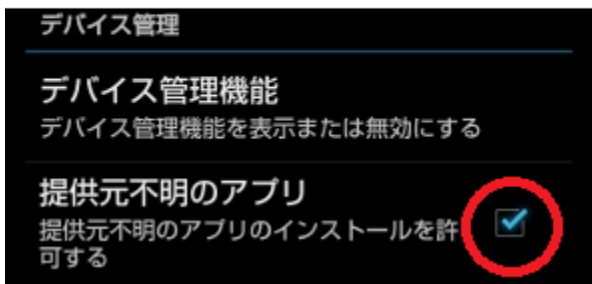 デバイス管理
デバイス管理機能
デバイス管理機能を表示または無効にする
提供元不明のアプリ
提供元不明のアプリのインストールを許
可する